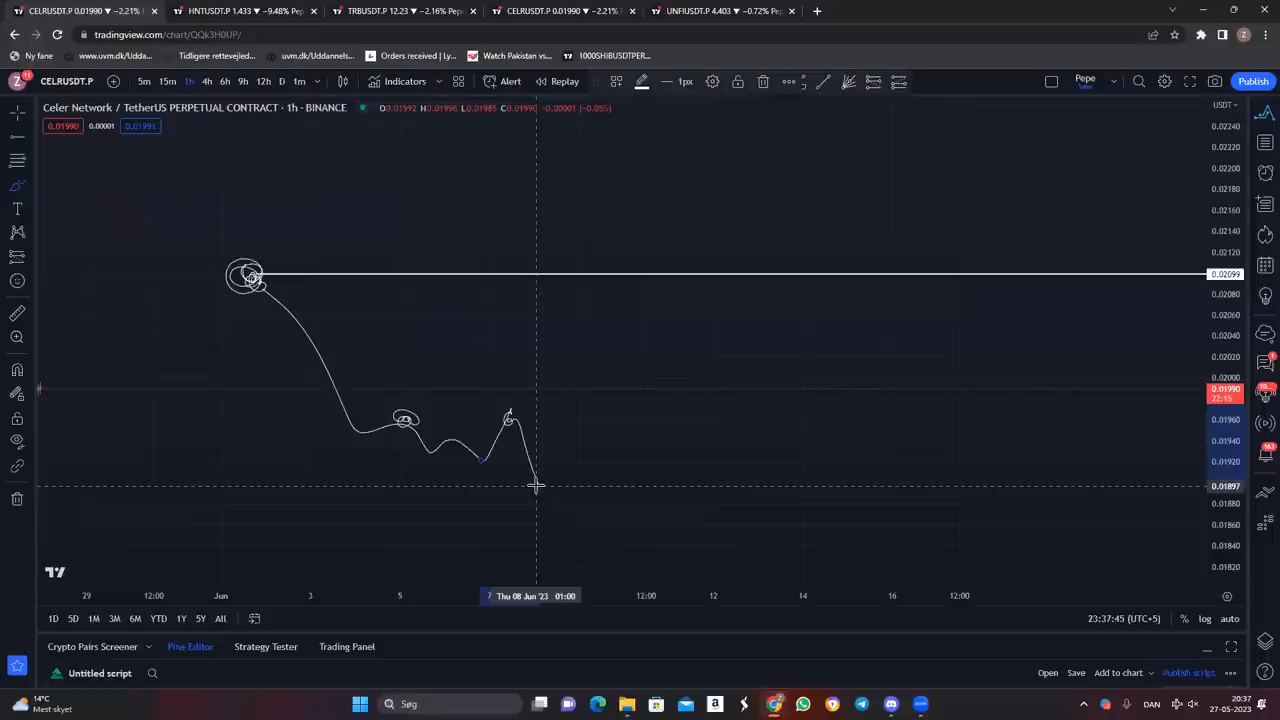 CELRUSDT.P 0.01990 ▼ −2.21%
HNTUSDT.P 1.433 ▼ −9.48% Per
TRBUSDT.P 12.23 ▼ −2.16% Pe
CELRUSDT.P 0.01990 ▼ −2.21%
UNFIUSDT.P 4.403 ▼ −0.72% P
tradingview.com/chart/QQk3H0UP/
Ny fane
uvm.dk/Udda...
Tidligere rettevejled...
uvm.dk/Uddannels...
Orders received | Ly...
Watch Pakistan vs...
1000SHIBUSDTPER...
Z
11
CELRUSDT.P
5m 15m 1h 4h 6h 9h 12h D 1m
Indicators
Alert
Replay
1px
Pepe
Save
Publish
Celer Network / TetherUS PERPETUAL CONTRACT · 1h · BINANCE
O0.01992 H0.01996 L0.01985 C0.01990 −0.00001 (−0.05%)
USDT
0.01990 0.00001 0.01991
0.02240
0.02220
0.02200
0.02180
0.02160
0.02140
0.02120
0.02099
0.02080
0.02060
0.02040
0.02020
0.02000
0.01990
22:15
0.01960
0.01940
0.01920
0.01897
0.01880
0.01860
0.01840
0.01820
29 12:00 Jun 3 5 7 Thu 08 Jun '23 01:00 12:00 12 14 16 12:00
1D 5D 1M 3M 6M YTD 1Y 5Y All
23:37:45 (UTC+5) % log auto
Crypto Pairs Screener Pine Editor Strategy Tester Trading Panel
Untitled script
Open Save Add to chart Publish script
1
163
14°C
Mest skyet
Søg
DAN
20:37
27-05-2023